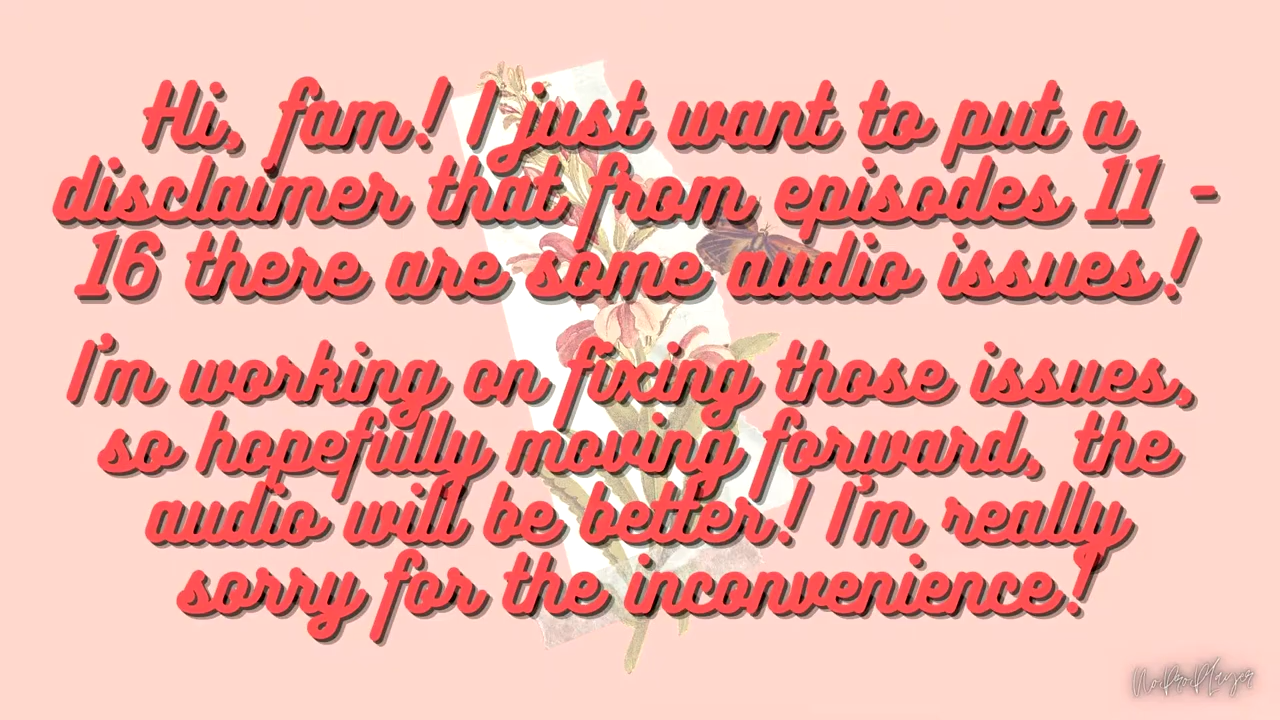 Hi, fam! I just want to put a
disclaimer that from episodes 11 -
16 there are some audio issues!
I'm working on fixing those issues,
so hopefully moving forward, the
audio will be better! I'm really
sorry for the inconvenience!
NoProPLayer